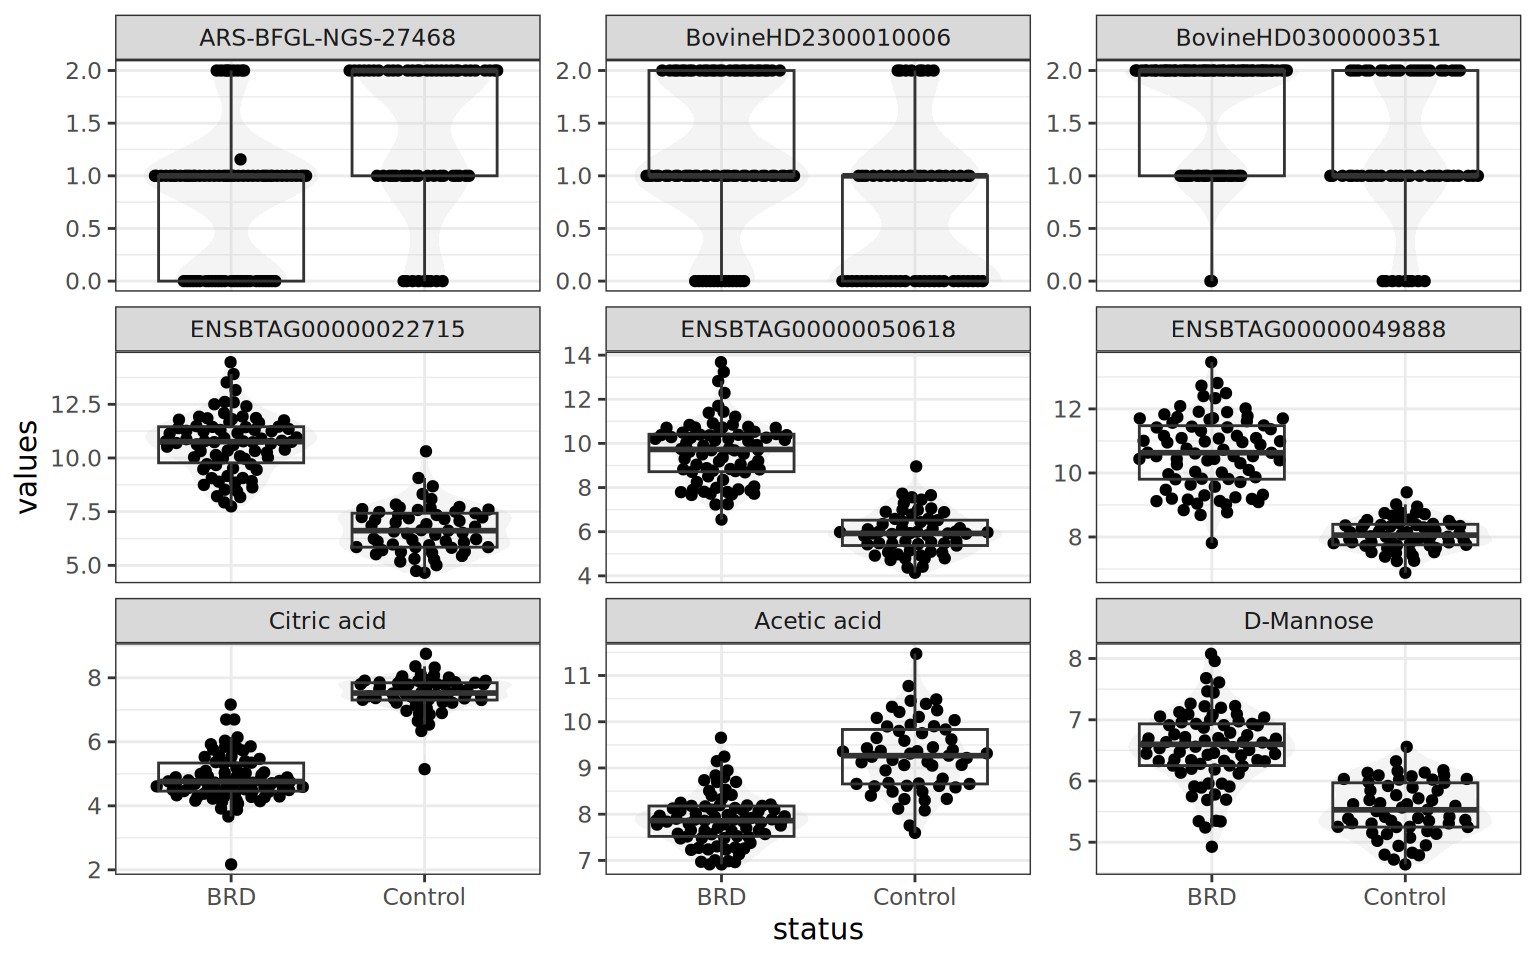 ARS-BFGL-NGS-27468 BovineHD2300010006 BovineHD0300000351
2.0 2.0 2.0
1.5 1.5 1.5
1.0 1.0 1.0
0.5 0.5 0.5
0.0 0.0 0.0
ENSBTAG00000022715 ENSBTAG00000050618 ENSBTAG00000049888
14
12.5 12 12
10.0 10 10
8
7.5 6 8
5.0 4
values
Citric acid Acetic acid D-Mannose
8 11 8
10 7
6 9 6
4 8 5
2 7
BRD Control BRD Control BRD Control
status